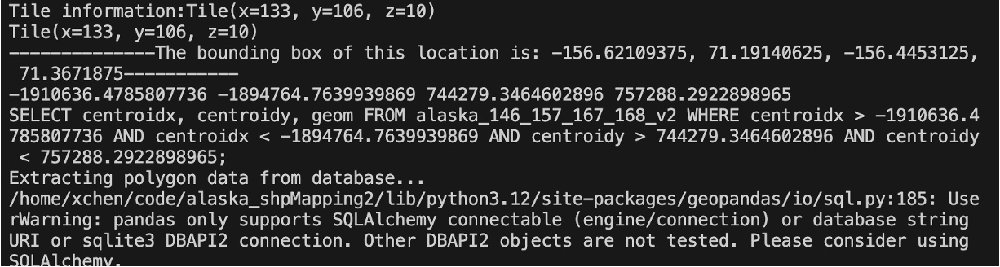 Tile information:Tile(x=133, y=106, z=10)
Tile(x=133, y=106, z=10)
---------------The bounding box of this location is: -156.62109375, 71.19140625, -156.4453125,
 71.3671875-----------
-1910636.4785807736 -1894764.7639939869 744279.3464602896 757288.2922898965
SELECT centroidx, centroidy, geom FROM alaska_146_157_167_168_v2 WHERE centroidx > -1910636.4
785807736 AND centroidx < -1894764.7639939869 AND centroidy > 744279.3464602896 AND centroidy
 < 757288.2922898965;
Extracting polygon data from database...
/home/xchen/code/alaska_shpMapping2/lib/python3.12/site-packages/geopandas/io/sql.py:185: Use
rWarning: pandas only supports SQLAlchemy connectable (engine/connection) or database string
URI or sqlite3 DBAPI2 connection. Other DBAPI2 objects are not tested. Please consider using
SQLAlchemy.